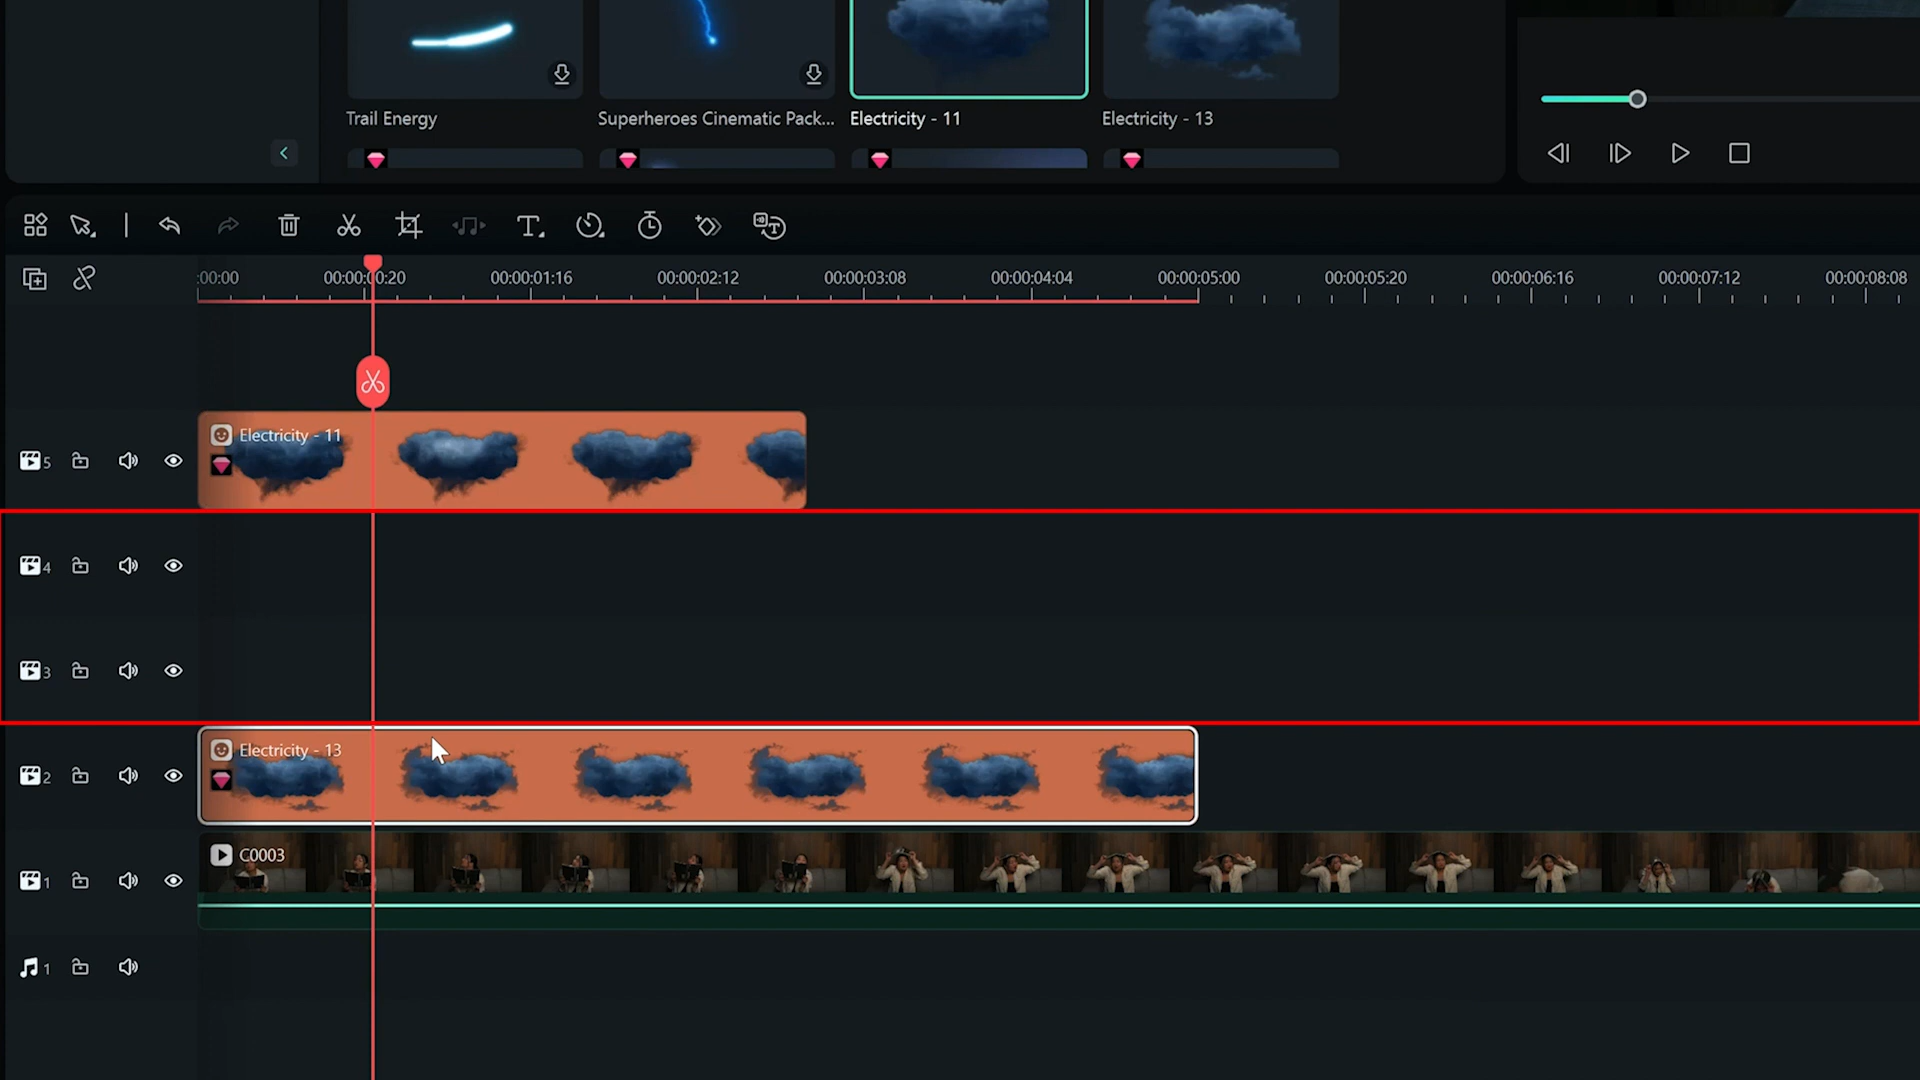 Trail Energy
Superheroes Cinematic Pack...
Electricity - 11
Electricity - 13
:00:00
00:00:00:20
00:00:01:16
00:00:02:12
00:00:03:08
00:00:04:04
00:00:05:00
00:00:05:20
00:00:06:16
00:00:07:12
00:00:08:08
5
Electricity - 11
4
3
2
Electricity - 13
1
C0003
1